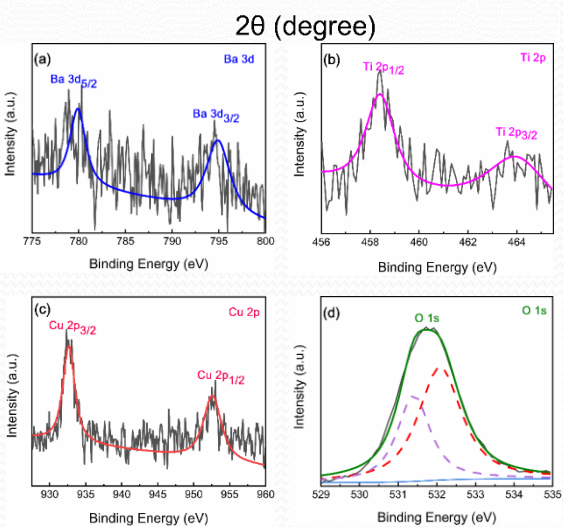 2θ (degree)
(a)
Ba 3d
Ba 3d5/2
Ba 3d3/2
Intensity (a.u.)
775 780 785 790 795 800
Binding Energy (eV)
(b)
Ti 2p
Ti 2p1/2
Ti 2p3/2
Intensity (a.u.)
456 458 460 462 464
Binding Energy (eV)
(c)
Cu 2p
Cu 2p3/2
Cu 2p1/2
Intensity (a.u.)
930 935 940 945 950 955 960
Binding Energy (eV)
(d)
O 1s
O 1s
Intensity (a.u.)
529 530 531 532 533 534 535
Binding Energy (eV)